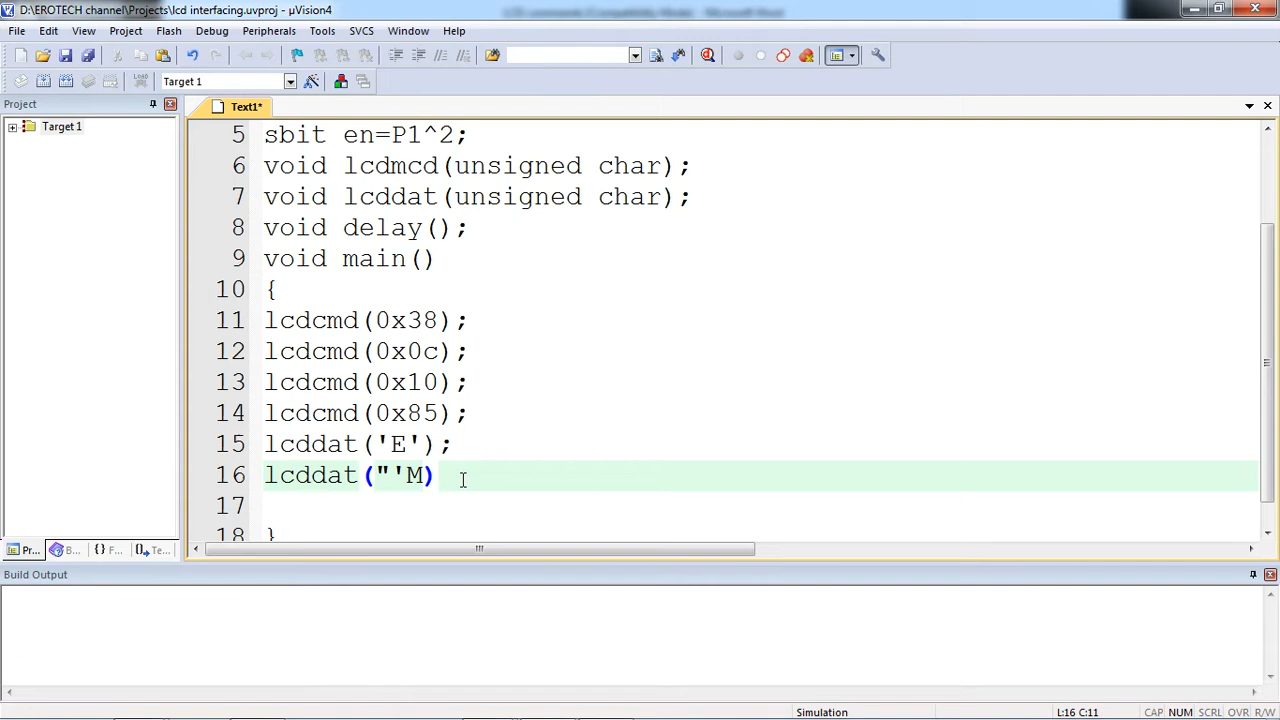 D:\EROTECH channel\Projects\lcd interfacing.uvproj - µVision4
File Edit View Project Flash Debug Peripherals Tools SVCS Window Help
Target 1
Project
Text1*
Target 1
5 sbit en=P1^2;
6 void lcdmcd(unsigned char);
7 void lcddat(unsigned char);
8 void delay();
9 void main()
10 {
11 lcdcmd(0x38);
12 lcdcmd(0x0c);
13 lcdcmd(0x10);
14 lcdcmd(0x85);
15 lcddat('E');
16 lcddat("'M)
17
18 }
Pr... B... {} F... Te...
Build Output
Simulation L:16 C:11 CAP NUM SCRL OVR R/W